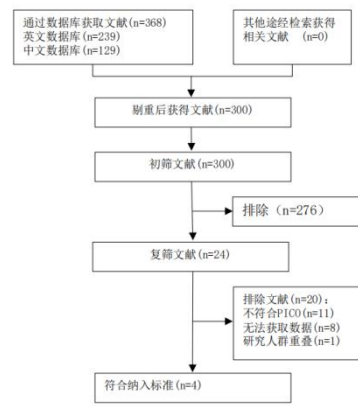 通过数据库获取文献(n=368)
英文数据库(n=239)
中文数据库(n=129)
其他途经检索获得
相关文献 (n=0)
剔重后获得文献(n=300)
初筛文献(n=300)
排除（n=276）
复筛文献(n=24)
排除文献(n=20)：
不符合PICO(n=11)
无法获取数据(n=8)
研究人群重叠(n=1)
符合纳入标准(n=4)